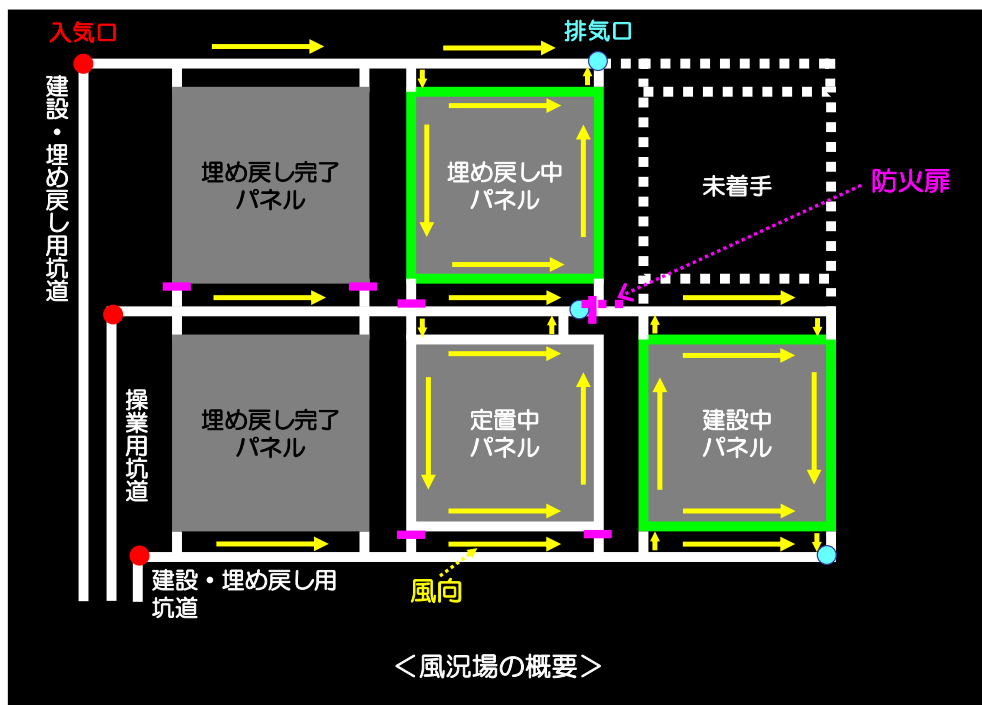 入気口
排気口
建設・埋め戻し用坑道
埋め戻し完了
パネル
埋め戻し中
パネル
未着手
防火扉
操業用坑道
埋め戻し完了
パネル
定置中
パネル
建設中
パネル
建設・埋め戻し用
坑道
風向
＜風況場の概要＞